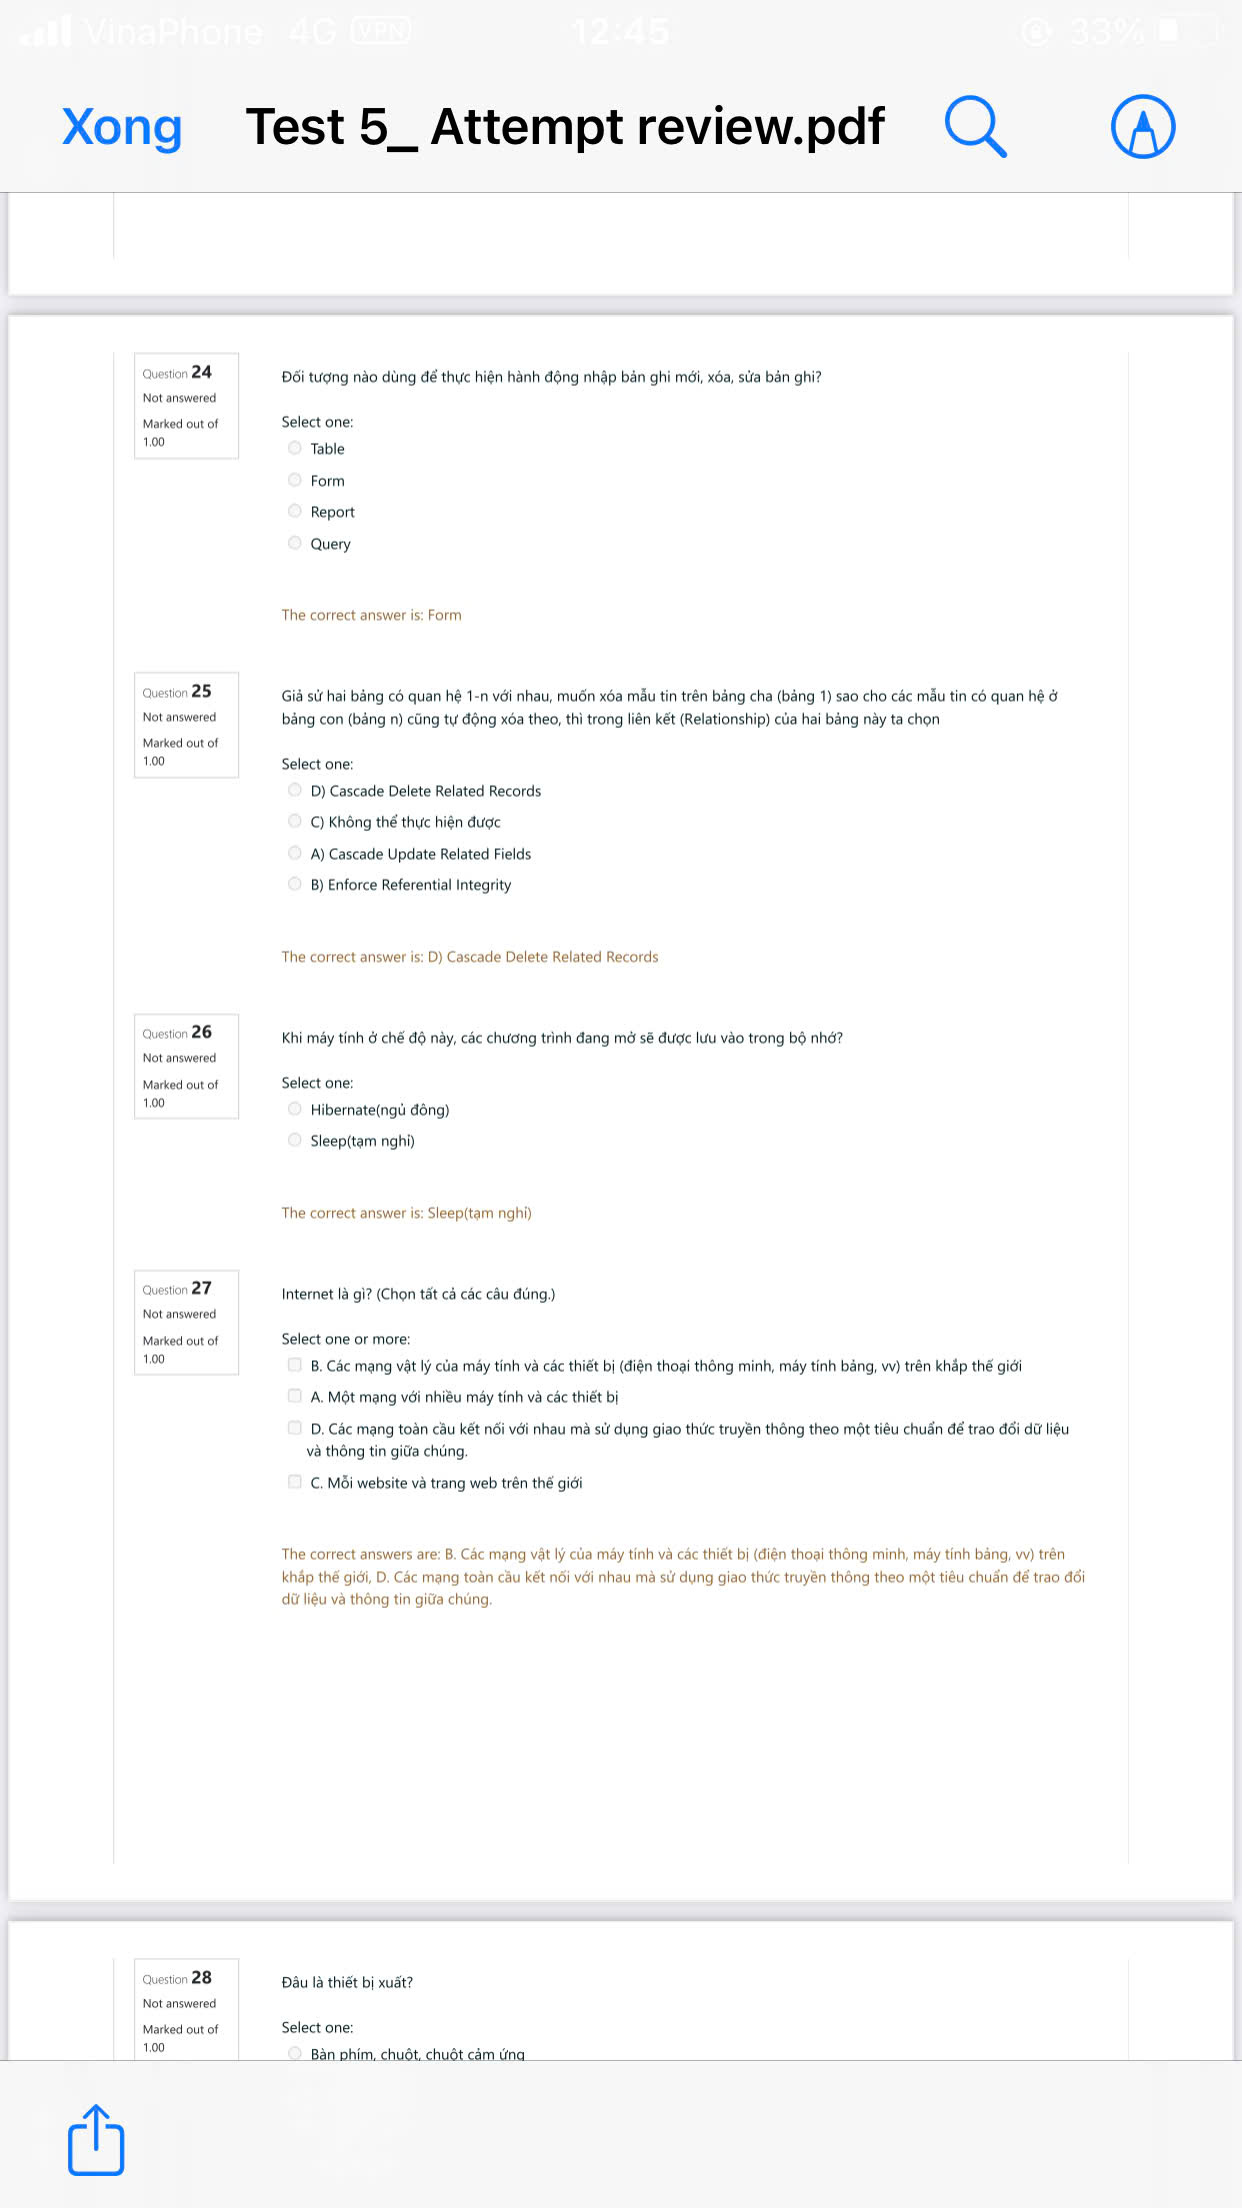 VinaPhone 4G VPN 12:45 33%
Xong Test 5_ Attempt review.pdf
Question 24
Not answered
Marked out of
1.00
Đối tượng nào dùng để thực hiện hành động nhập bản ghi mới, xóa, sửa bản ghi?
Select one:
Table
Form
Report
Query
The correct answer is: Form
Question 25
Not answered
Marked out of
1.00
Giả sử hai bảng có quan hệ 1-n với nhau, muốn xóa mẫu tin trên bảng cha (bảng 1) sao cho các mẫu tin có quan hệ ở
bảng con (bảng n) cũng tự động xóa theo, thì trong liên kết (Relationship) của hai bảng này ta chọn
Select one:
D) Cascade Delete Related Records
C) Không thể thực hiện được
A) Cascade Update Related Fields
B) Enforce Referential Integrity
The correct answer is: D) Cascade Delete Related Records
Question 26
Not answered
Marked out of
1.00
Khi máy tính ở chế độ này, các chương trình đang mở sẽ được lưu vào trong bộ nhớ?
Select one:
Hibernate(ngủ đông)
Sleep(tạm nghỉ)
The correct answer is: Sleep(tạm nghỉ)
Question 27
Not answered
Marked out of
1.00
Internet là gì? (Chọn tất cả các câu đúng.)
Select one or more:
B. Các mạng vật lý của máy tính và các thiết bị (điện thoại thông minh, máy tính bảng, vv) trên khắp thế giới
A. Một mạng với nhiều máy tính và các thiết bị
D. Các mạng toàn cầu kết nối với nhau mà sử dụng giao thức truyền thông theo một tiêu chuẩn để trao đổi dữ liệu
và thông tin giữa chúng.
C. Mỗi website và trang web trên thế giới
The correct answers are: B. Các mạng vật lý của máy tính và các thiết bị (điện thoại thông minh, máy tính bảng, vv) trên
khắp thế giới, D. Các mạng toàn cầu kết nối với nhau mà sử dụng giao thức truyền thông theo một tiêu chuẩn để trao đổi
dữ liệu và thông tin giữa chúng.
Question 28
Not answered
Marked out of
1.00
Đâu là thiết bị xuất?
Select one:
Bàn phím, chuột, chuột cảm ứng